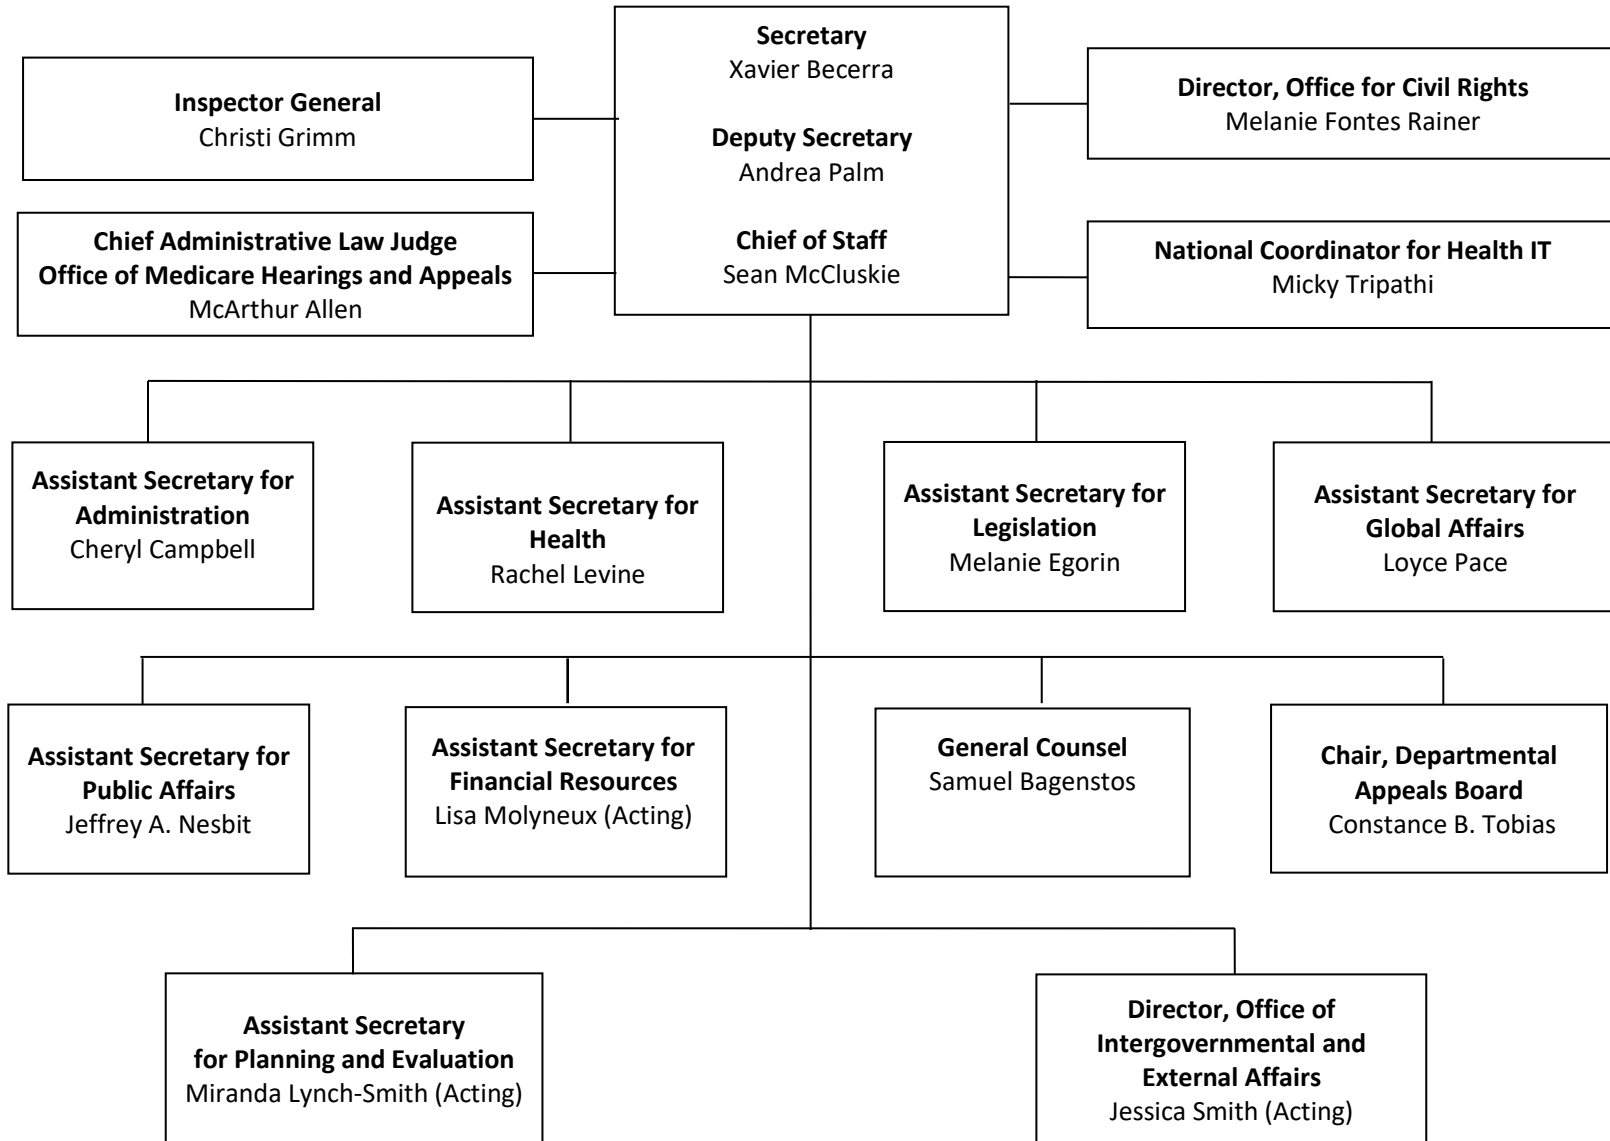 Secretary
Xavier Becerra
Deputy Secretary
Andrea Palm
Chief of Staff
Sean McCluskie
Inspector General
Christi Grimm
Director, Office for Civil Rights
Melanie Fontes Rainer
Chief Administrative Law Judge
Office of Medicare Hearings and Appeals
McArthur Allen
National Coordinator for Health IT
Micky Tripathi
Assistant Secretary for
Administration
Cheryl Campbell
Assistant Secretary for
Health
Rachel Levine
Assistant Secretary for
Legislation
Melanie Egorin
Assistant Secretary for
Global Affairs
Loyce Pace
Assistant Secretary for
Public Affairs
Jeffrey A. Nesbit
Assistant Secretary for
Financial Resources
Lisa Molyneux (Acting)
General Counsel
Samuel Bagenstos
Chair, Departmental
Appeals Board
Constance B. Tobias
Assistant Secretary
for Planning and Evaluation
Miranda Lynch-Smith (Acting)
Director, Office of
Intergovernmental and
External Affairs
Jessica Smith (Acting)